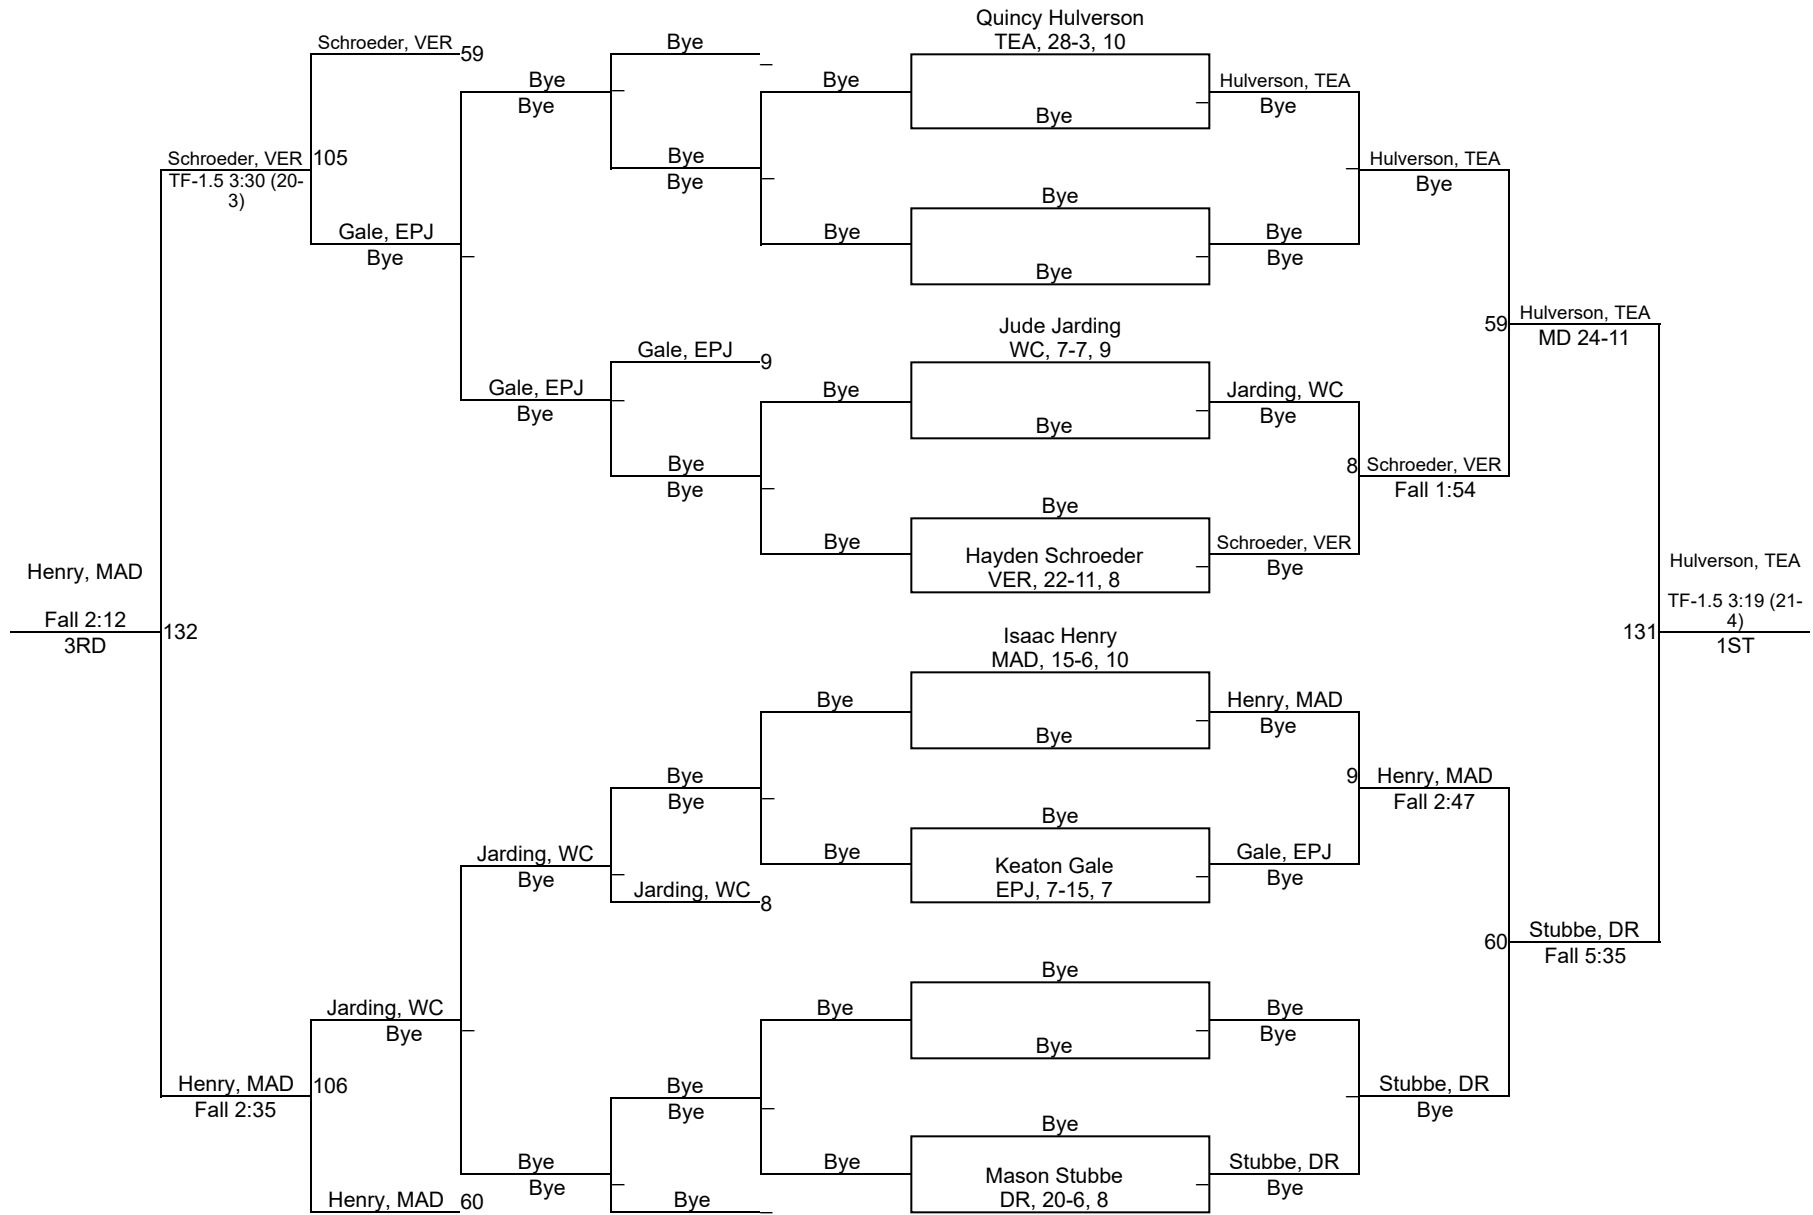 Quincy Hulverson
TEA, 28-3, 10
Schroeder, VER 59
Bye
Bye
Bye
Bye
Hulverson, TEA
Bye
Bye
Bye
Bye
Schroeder, VER 105
TF-1.5 3:30 (20-
3)
Hulverson, TEA
Bye
Bye
Gale, EPJ
Bye
Bye
Bye
Bye
Bye
Jude Jarding
WC, 7-7, 9
59 Hulverson, TEA
MD 24-11
Gale, EPJ 9
Gale, EPJ
Bye
Bye
Bye
Jarding, WC
Bye
Bye
Bye
8 Schroeder, VER
Fall 1:54
Bye
Bye
Hayden Schroeder
VER, 22-11, 8
Schroeder, VER
Bye
Henry, MAD
Fall 2:12
132
3RD
Hulverson, TEA
TF-1.5 3:19 (21-
4)
131
1ST
Isaac Henry
MAD, 15-6, 10
Bye
Bye
Henry, MAD
Bye
Bye
Bye
9 Henry, MAD
Fall 2:47
Bye
Jarding, WC
Bye
Bye
Keaton Gale
EPJ, 7-15, 7
Gale, EPJ
Bye
Jarding, WC 8
60 Stubbe, DR
Fall 5:35
Bye
Jarding, WC
Bye
Bye
Bye
Bye
Bye
Henry, MAD 106
Fall 2:35
Bye
Bye
Stubbe, DR
Bye
Bye
Bye
Bye
Bye
Mason Stubbe
DR, 20-6, 8
Stubbe, DR
Bye
Henry, MAD 60
Bye